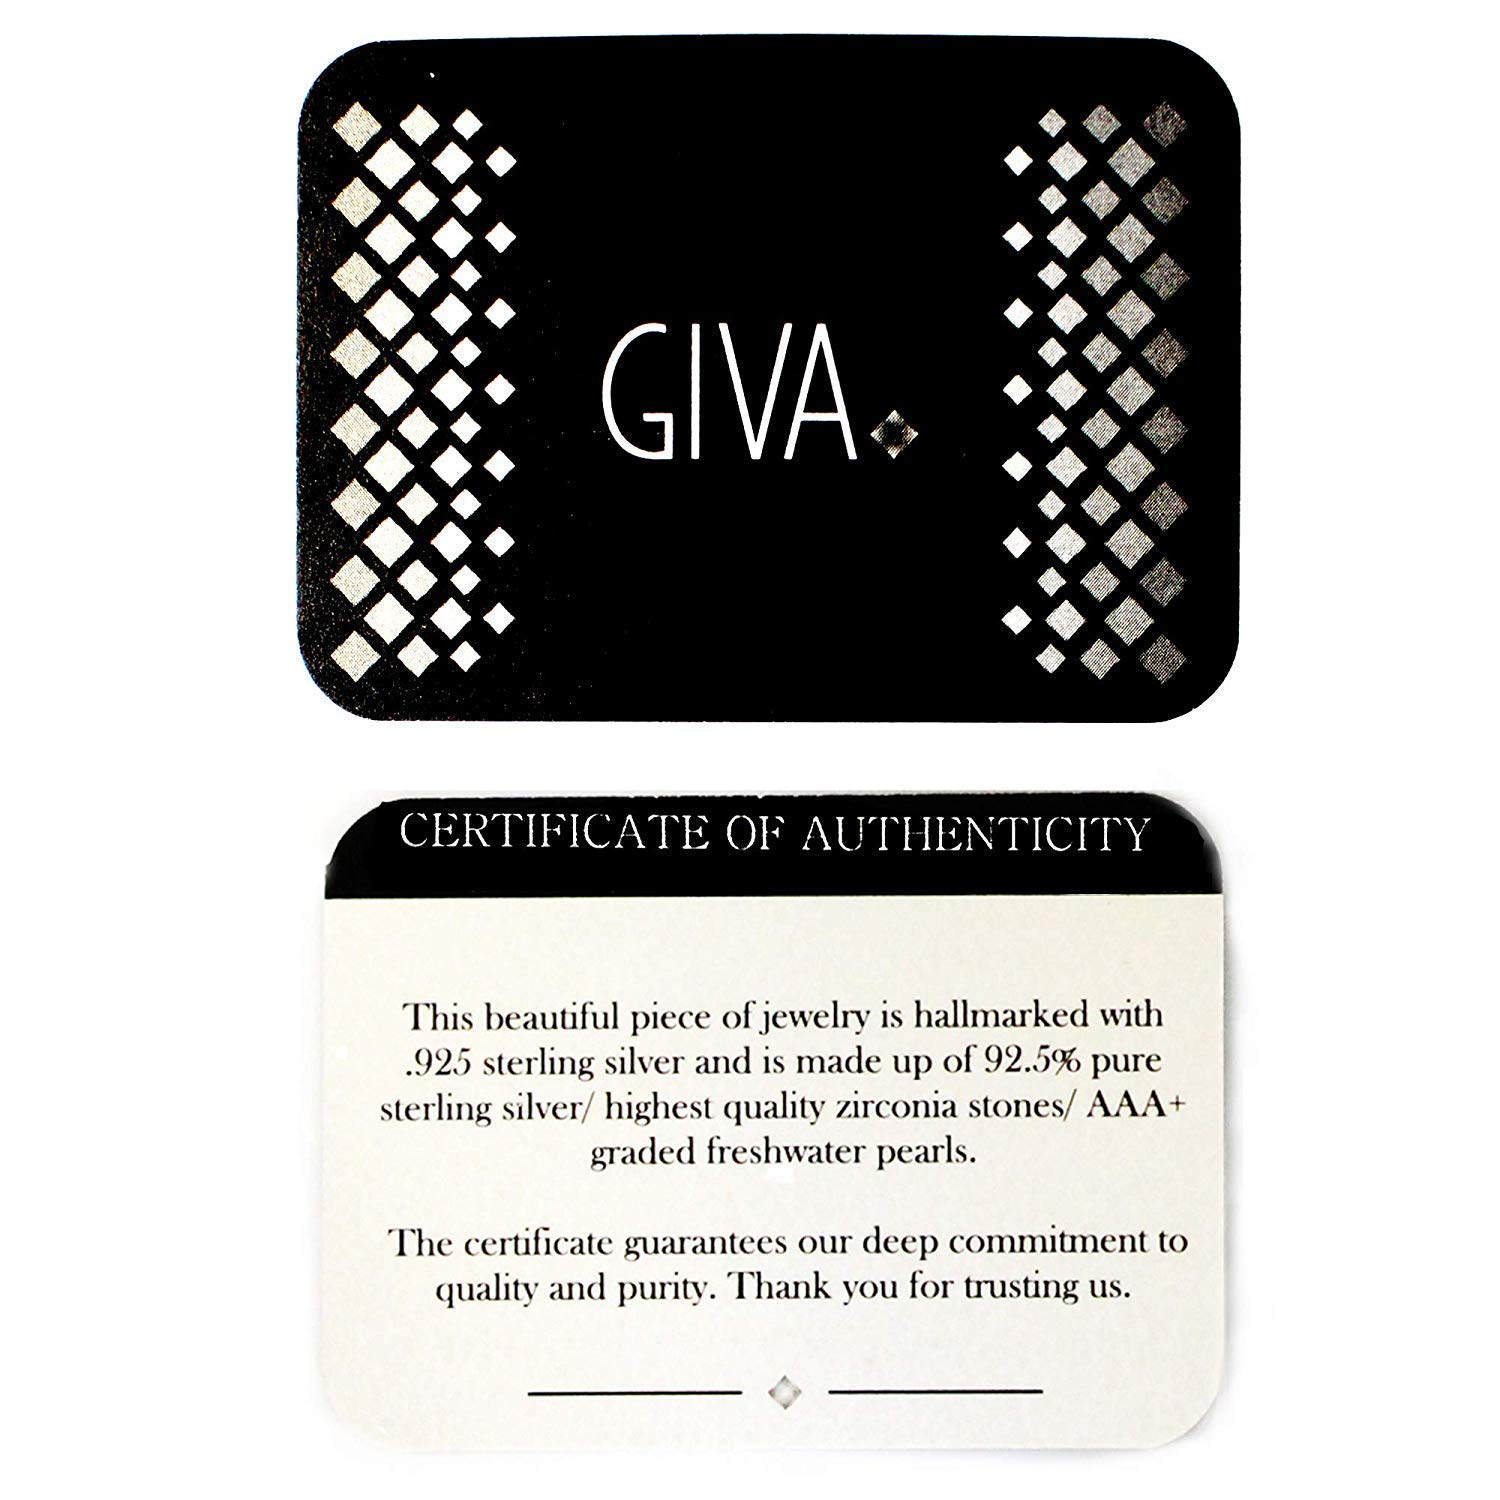 GIVA
CERTIFICATE OF AUTHENTICITY
This beautiful piece of jewelry is hallmarked with
.925 sterling silver and is made up of 92.5% pure
sterling silver/ highest quality zirconia stones/ AAA+
graded freshwater pearls.
The certificate guarantees our deep commitment to
quality and purity. Thank you for trusting us.